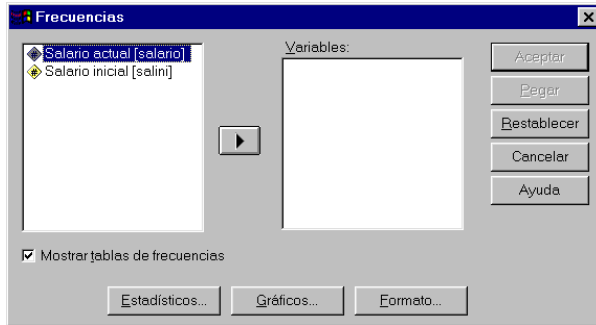 Frecuencias
Salario actual [salario]
Salario inicial [salini]
Variables:
Aceptar
Pegar
Restablecer
Cancelar
Ayuda
Mostrar tablas de frecuencias
Estadísticos...
Gráficos...
Formato...